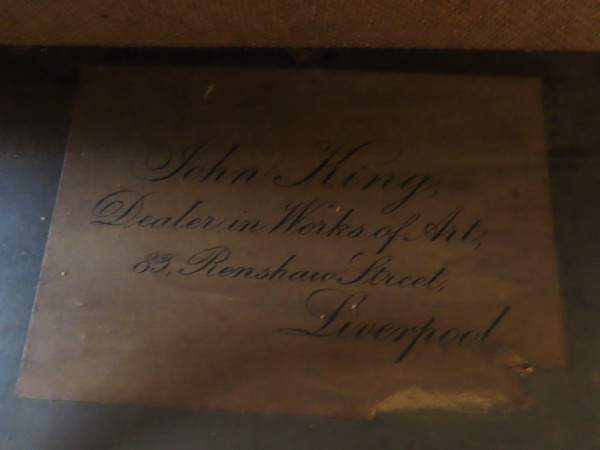 John King,
Dealer in Works of Art,
83, Renshaw Street,
Liverpool